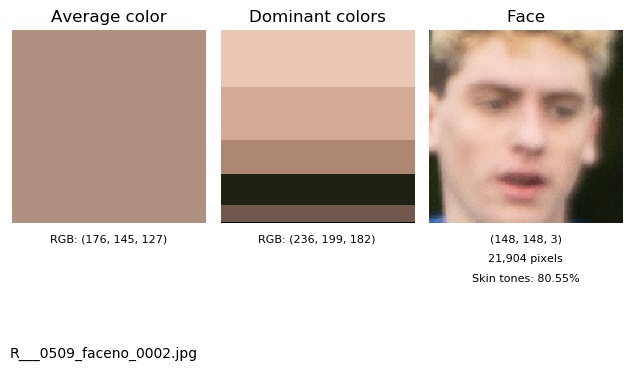 Average color
Dominant colors
Face
RGB: (176, 145, 127)
RGB: (236, 199, 182)
(148, 148, 3)
21,904 pixels
Skin tones: 80.55%
R___0509_faceno_0002.jpg